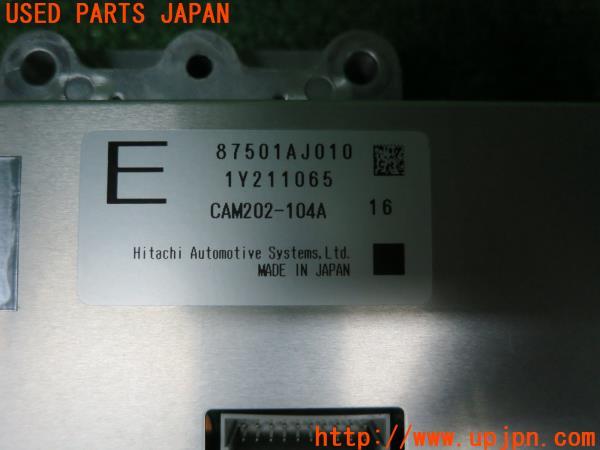 USED PARTS JAPAN
E
87501AJ010
1Y211065
CAM202-104A 16
Hitachi Automotive Systems,Ltd.
MADE IN JAPAN
http://www.upjpn.com